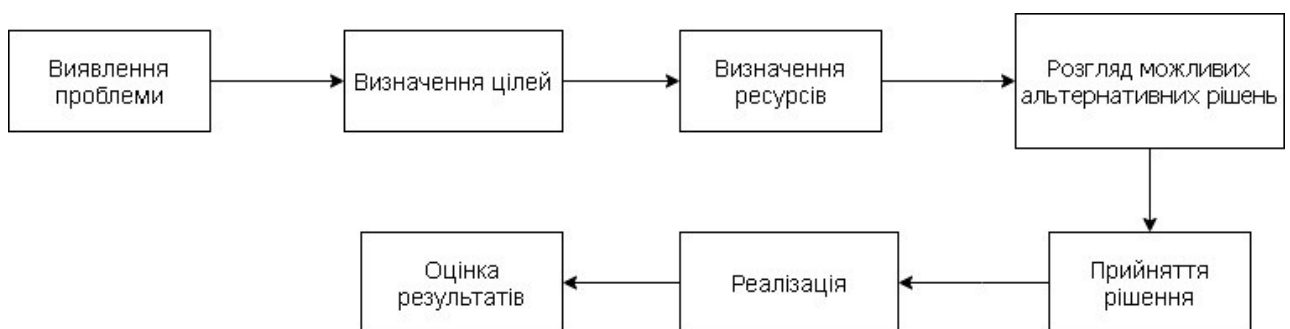 Виявлення
проблеми
Визначення цілей
Визначення
ресурсів
Розгляд можливих
альтернативних рішень
Прийняття
рішення
Реалізація
Оцінка
результатів